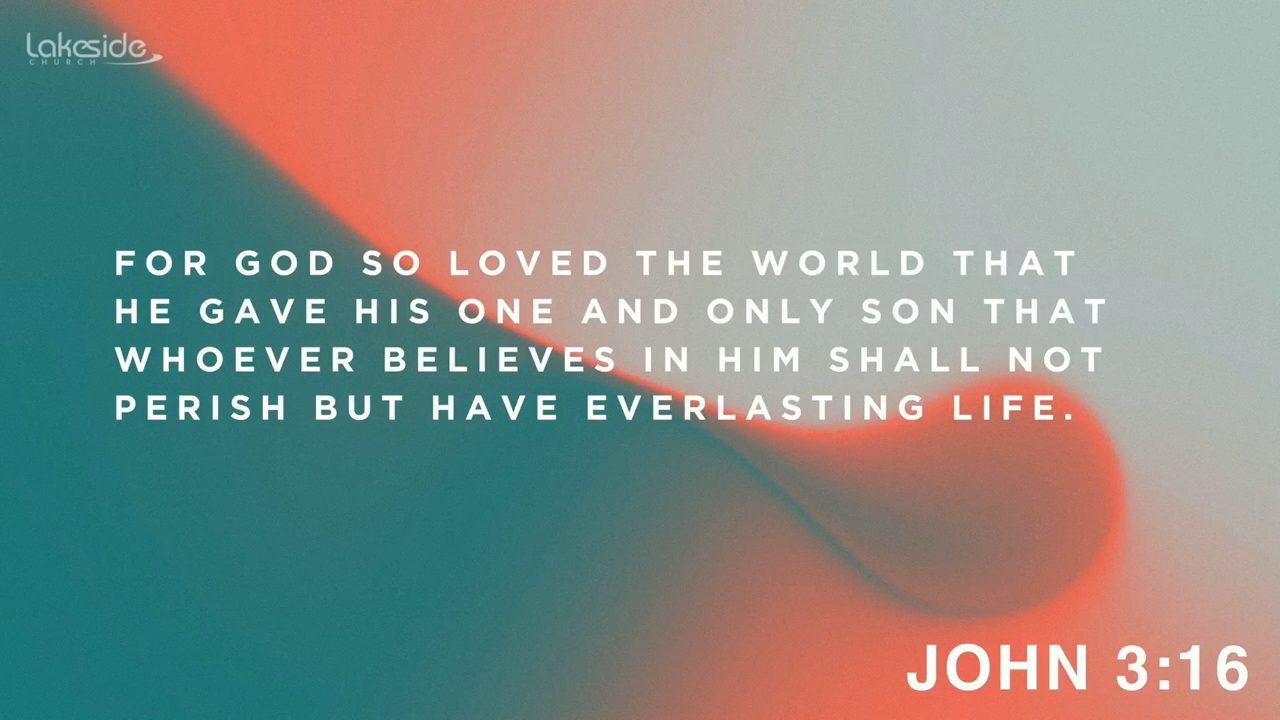 Lakeside
CHURCH
FOR GOD SO LOVED THE WORLD THAT
HE GAVE HIS ONE AND ONLY SON THAT
WHOEVER BELIEVES IN HIM SHALL NOT
PERISH BUT HAVE EVERLASTING LIFE.
JOHN 3:16